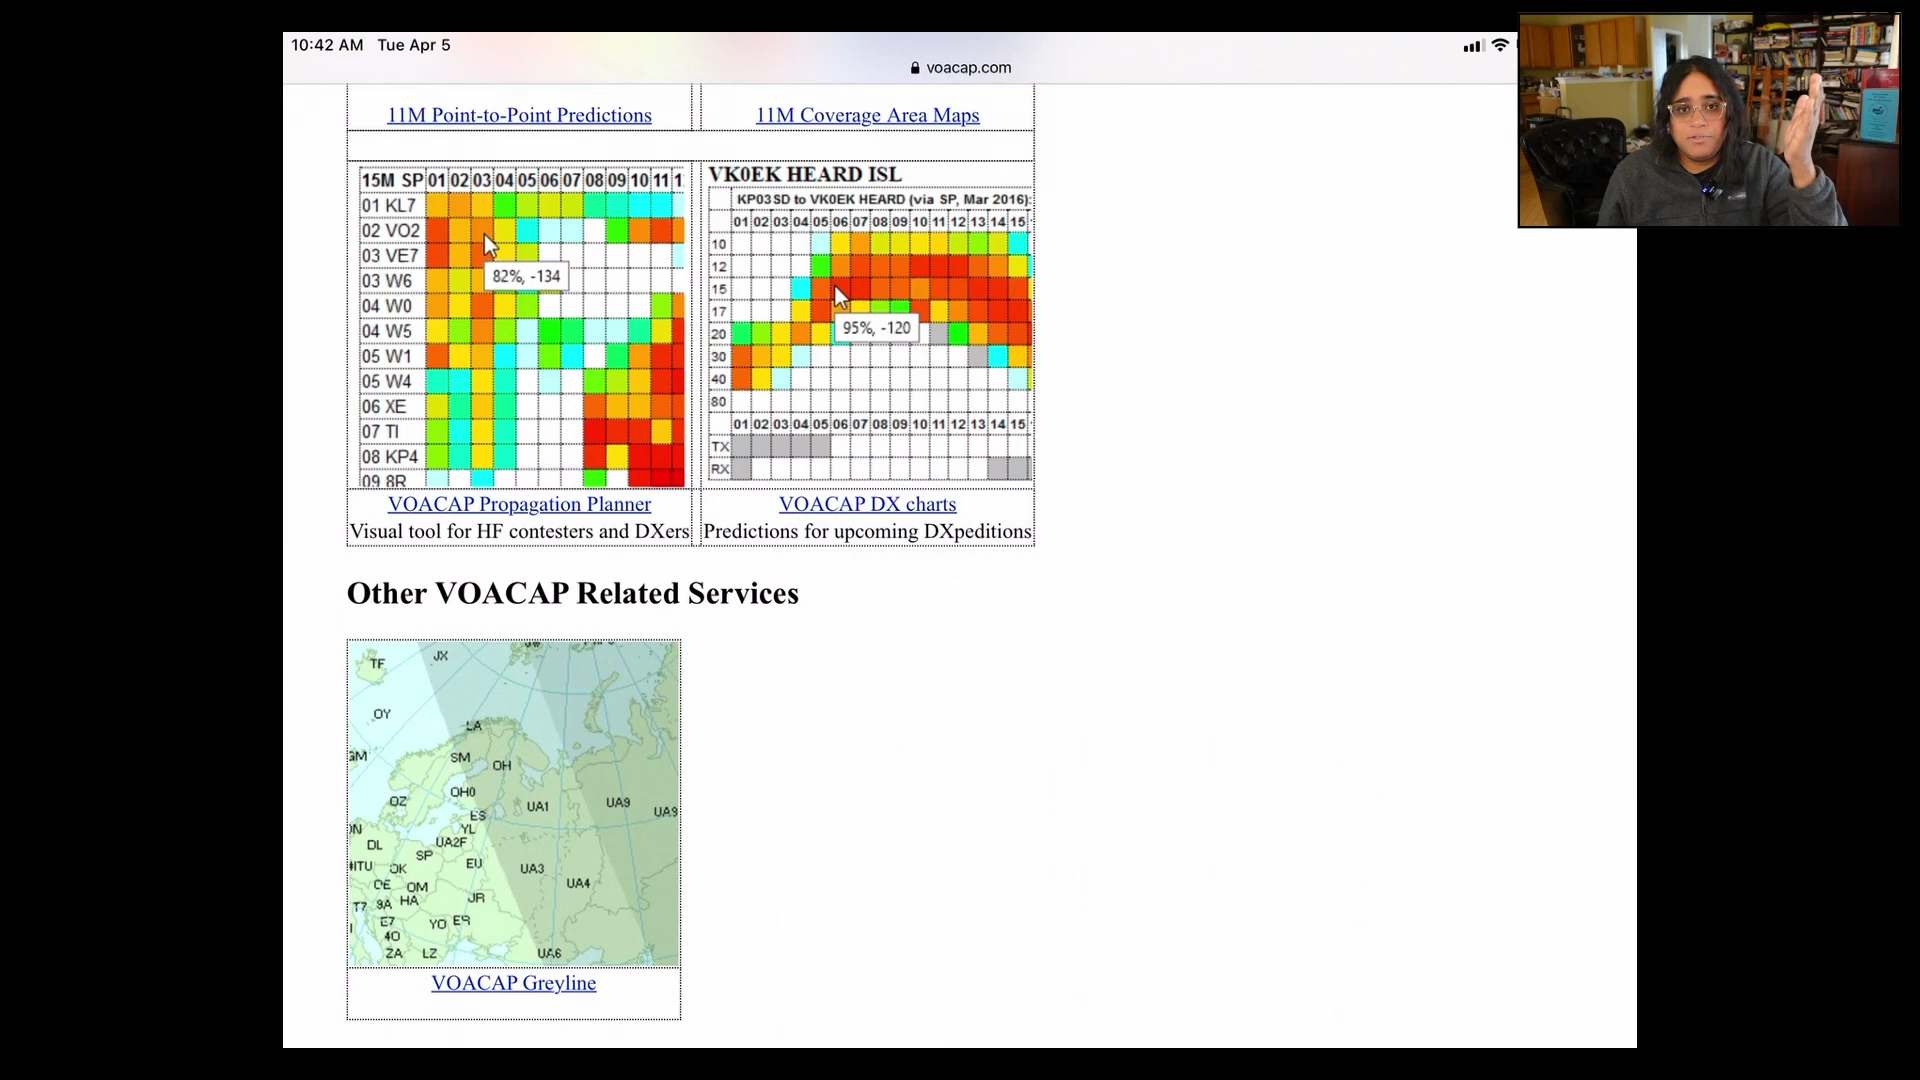 10:42 AM Tue Apr 5
voacap.com
11M Point-to-Point Predictions
11M Coverage Area Maps
15M SP 01 02 03 04 05 06 07 08 09 10 11 1
01 KL7
02 VO2
03 VE7
82%, -134
03 W6
04 W0
04 W5
05 W1
05 W4
06 XE
07 TI
08 KP4
09 8R
VK0EK HEARD ISL
KP03SD to VK0EK HEARD (via SP, Mar 2016):
01 02 03 04 05 06 07 08 09 10 11 12 13 14 15
10
12
15
17
95%, -120
20
30
40
80
01 02 03 04 05 06 07 08 09 10 11 12 13 14 15
TX
RX
VOACAP Propagation Planner
Visual tool for HF contesters and DXers
VOACAP DX charts
Predictions for upcoming DXpeditions
Other VOACAP Related Services
JX
TF
OY
LA
SM
OH
OH0
OZ
UA1
UA9
UA9
ES
YL
DL
UA2F
SP
EU
OK
UA3
UA4
OE OM
T7 9A HA
UR
E7
YO ER
4O
ZA LZ
UA6
VOACAP Greyline